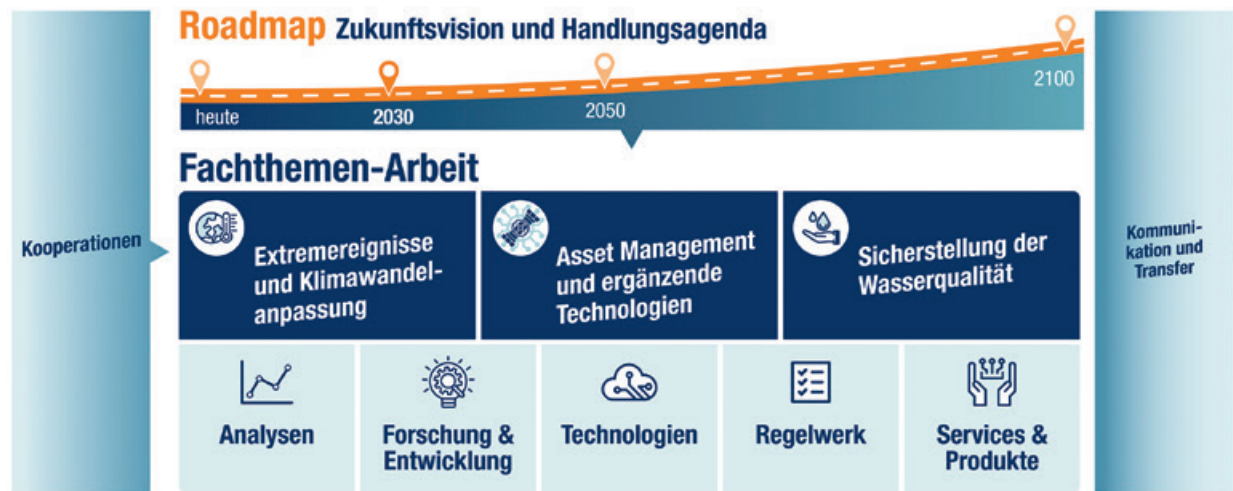 Roadmap Zukunftsvision und Handlungsagenda
heute
2030
2050
2100
Fachthemen-Arbeit
Kooperationen
Extremereignisse
und Klimawandel-
anpassung
Asset Management
und ergänzende
Technologien
Sicherstellung der
Wasserqualität
Kommuni-
kation und
Transfer
Analysen
Forschung &
Entwicklung
Technologien
Regelwerk
Services &
Produkte